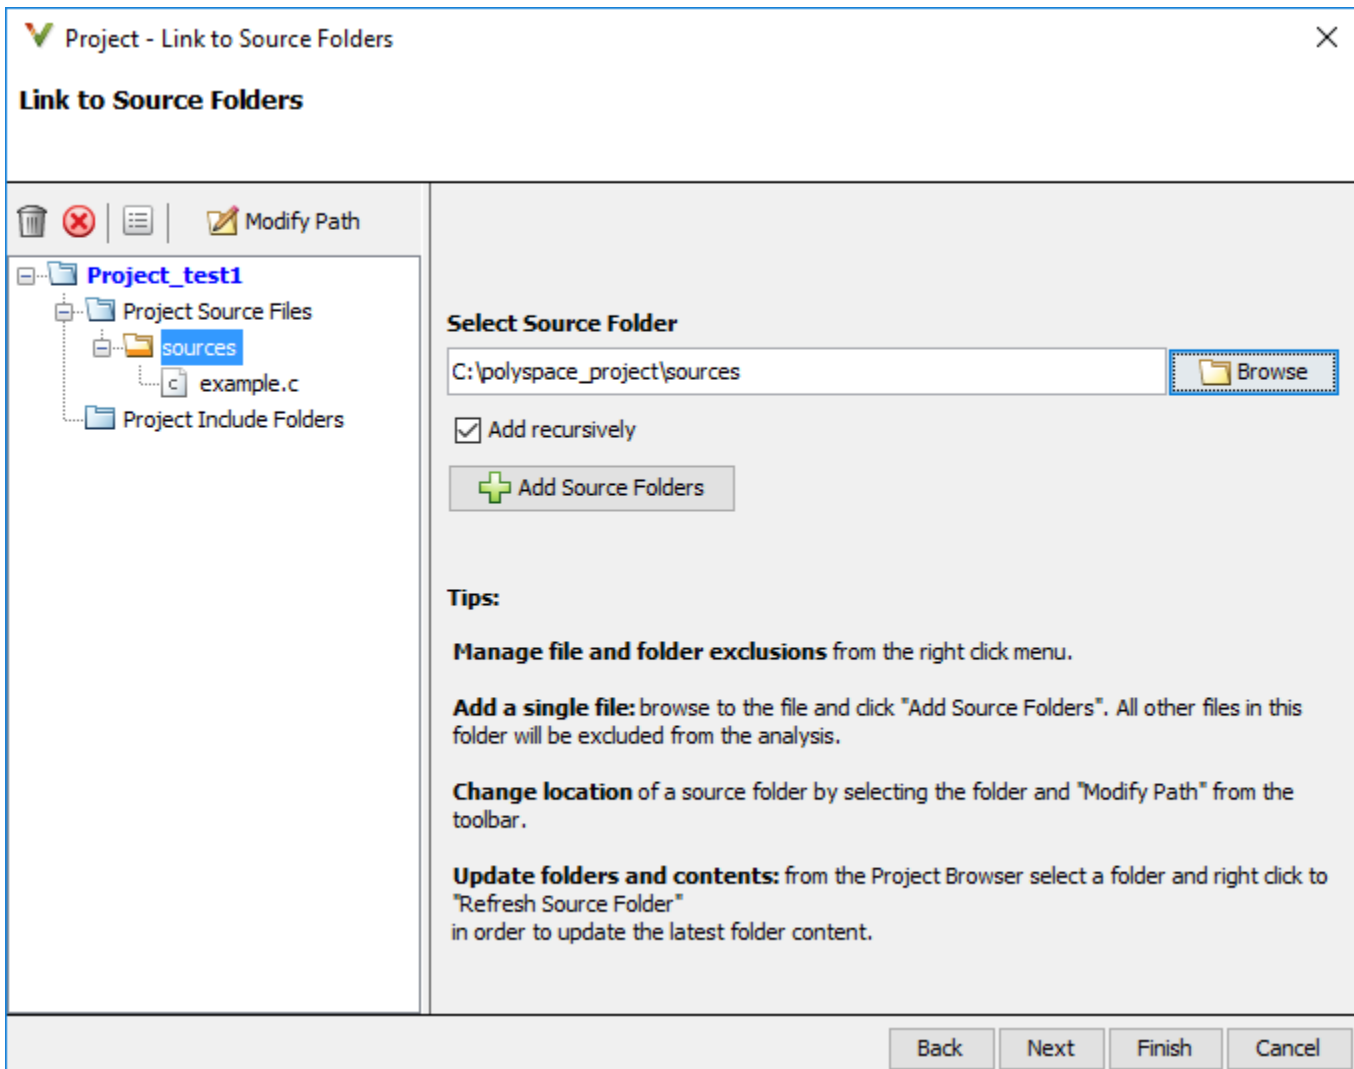 Project - Link to Source Folders
Link to Source Folders
Modify Path
Project_test1
Project Source Files
sources
c example.c
Project Include Folders
Select Source Folder
C:\polyspace_project\sources
Browse
Add recursively
Add Source Folders
Tips:
Manage file and folder exclusions from the right click menu.
Add a single file: browse to the file and click "Add Source Folders". All other files in this
folder will be excluded from the analysis.
Change location of a source folder by selecting the folder and "Modify Path" from the
toolbar.
Update folders and contents: from the Project Browser select a folder and right click to
"Refresh Source Folder"
in order to update the latest folder content.
Back Next Finish Cancel